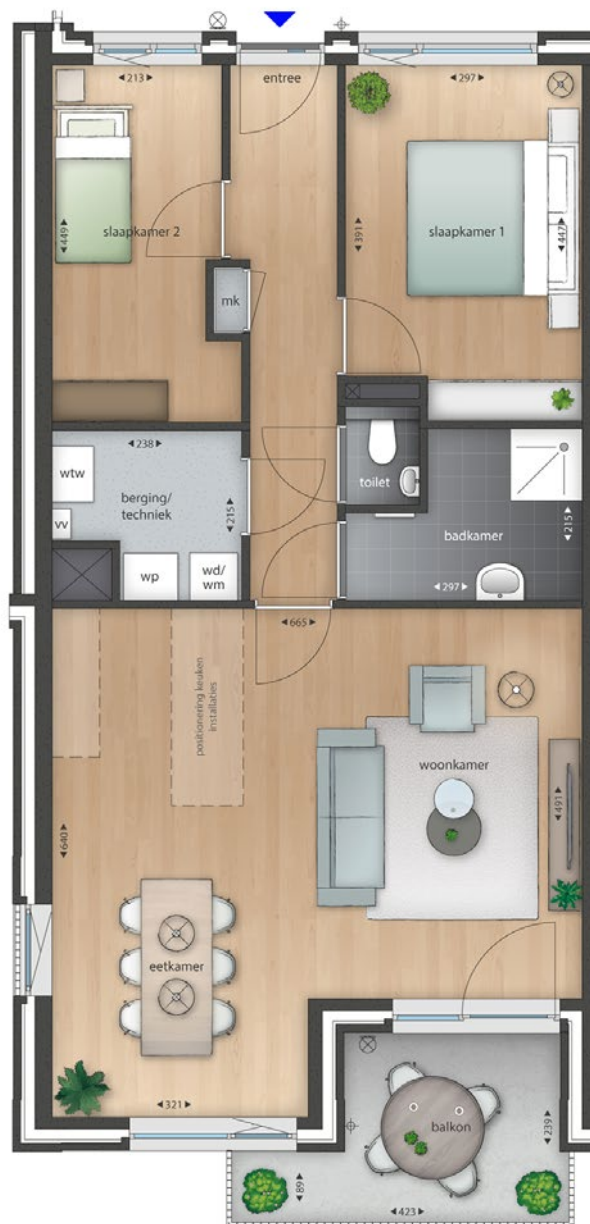 213
entree
297
slaapkamer 2
449
391
slaapkamer 1
447
mk
238
wtw
berging/
techniek
vv
215
wp
wd/
wm
toilet
badkamer
215
297
665
positionering keuken
installaties
woonkamer
491
640
eetkamer
321
balkon
239
89
423